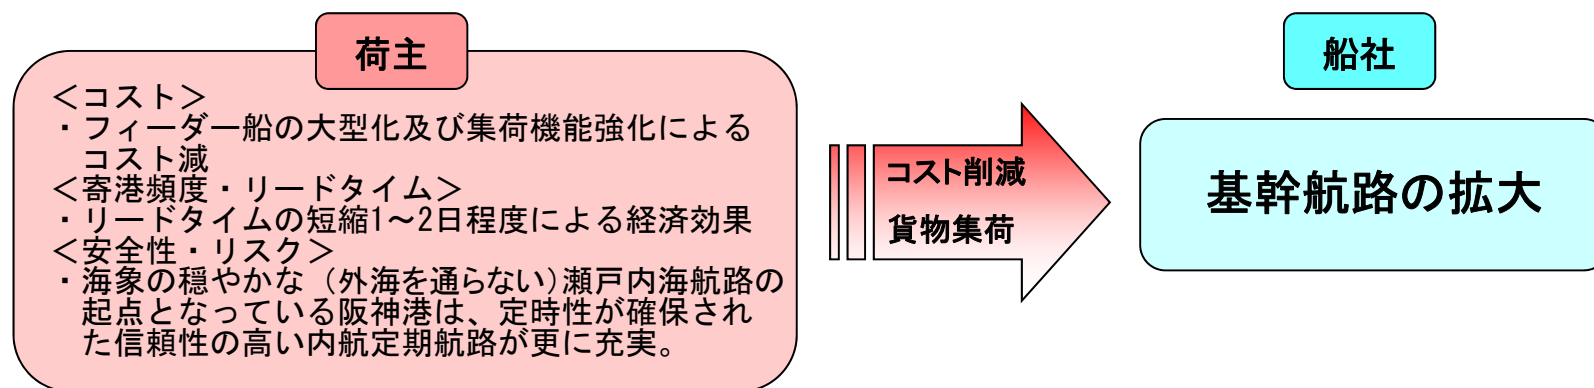 荷主
<コスト>
・フィーダー船の大型化及び集荷機能強化による
コスト減
<寄港頻度・リードタイム>
・リードタイムの短縮1～2日程度による経済効果
<安全性・リスク>
・海象の穏やかな（外海を通らない）瀬戸内海航路の
起点となっている阪神港は、定時性が確保され
た信頼性の高い内航定期航路が更に充実。
コスト削減
貨物集荷
船社
基幹航路の拡大